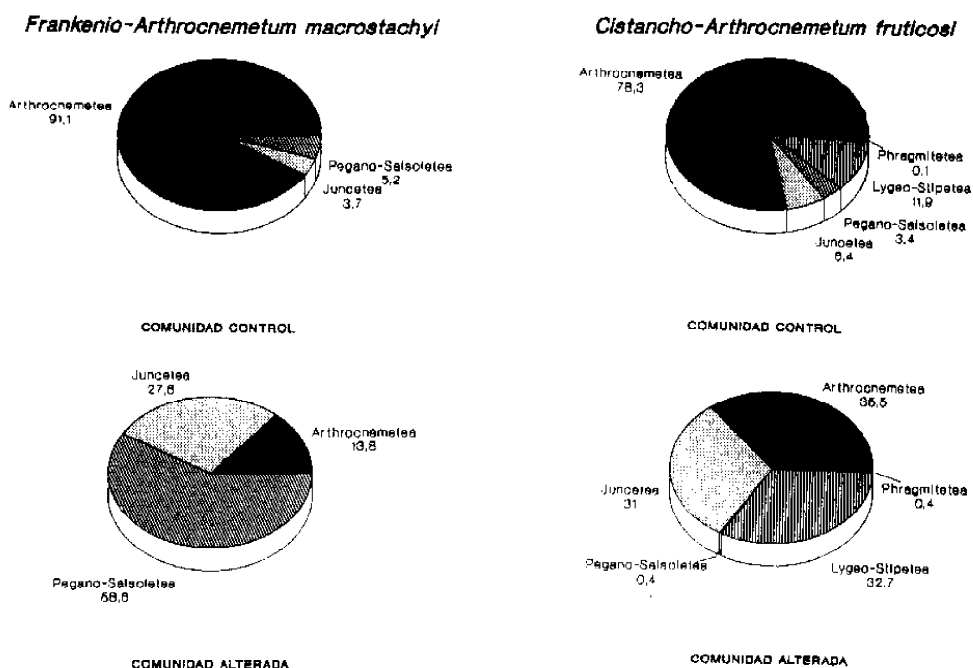 Frankenio-Arthrocnemetum macrostachyi
Arthrocnemetea
91,1
Pegano-Salsoletea
5,2
Juncetea
3,7
COMUNIDAD CONTROL
Juncetea
27,6
Arthrocnemetea
13,8
Pegano-Salsoletea
58,6
COMUNIDAD ALTERADA
Cistancho-Arthrocnemetum fruticosi
Arthrocnemetea
78,3
Phragmitetea
0,1
Lygeo-Stipetea
11,9
Pegano-Salsoletea
3,4
Juncetea
6,4
COMUNIDAD CONTROL
Arthrocnemetea
35,5
Phragmitetea
0,4
Juncetea
31
Pegano-Salsoletea
0,4
Lygeo-Stipetea
32,7
COMUNIDAD ALTERADA